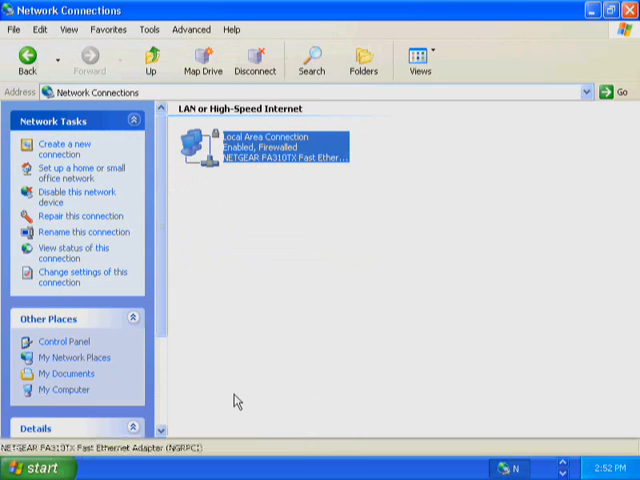 Network Connections
File Edit View Favorites Tools Advanced Help
Back Forward Up Map Drive Disconnect Search Folders Views
Address Network Connections Go
LAN or High-Speed Internet
Network Tasks
Create a new
connection
Set up a home or small
office network
Disable this network
device
Repair this connection
Rename this connection
View status of this
connection
Change settings of this
connection
Other Places
Control Panel
My Network Places
My Documents
My Computer
Details
Local Area Connection
Enabled, Firewalled
NETGEAR FA310TX Fast Ether...
NETGEAR FA310TX Fast Ethernet Adapter (NGRPCI)
start N 2:52 PM